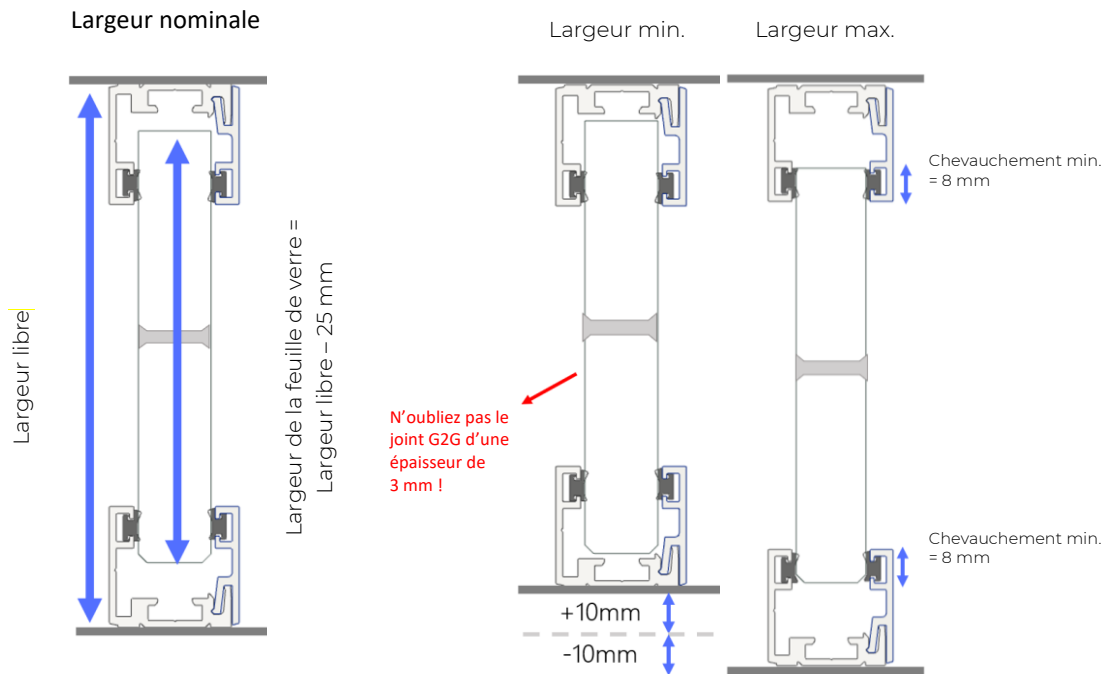 Largeur nominale
Largeur min.
Largeur max.
Largeur libre
Largeur de la feuille de verre =
Largeur libre – 25 mm
N'oubliez pas le
joint G2G d'une
épaisseur de
3 mm !
Chevauchement min.
= 8 mm
Chevauchement min.
= 8 mm
+10mm
-10mm